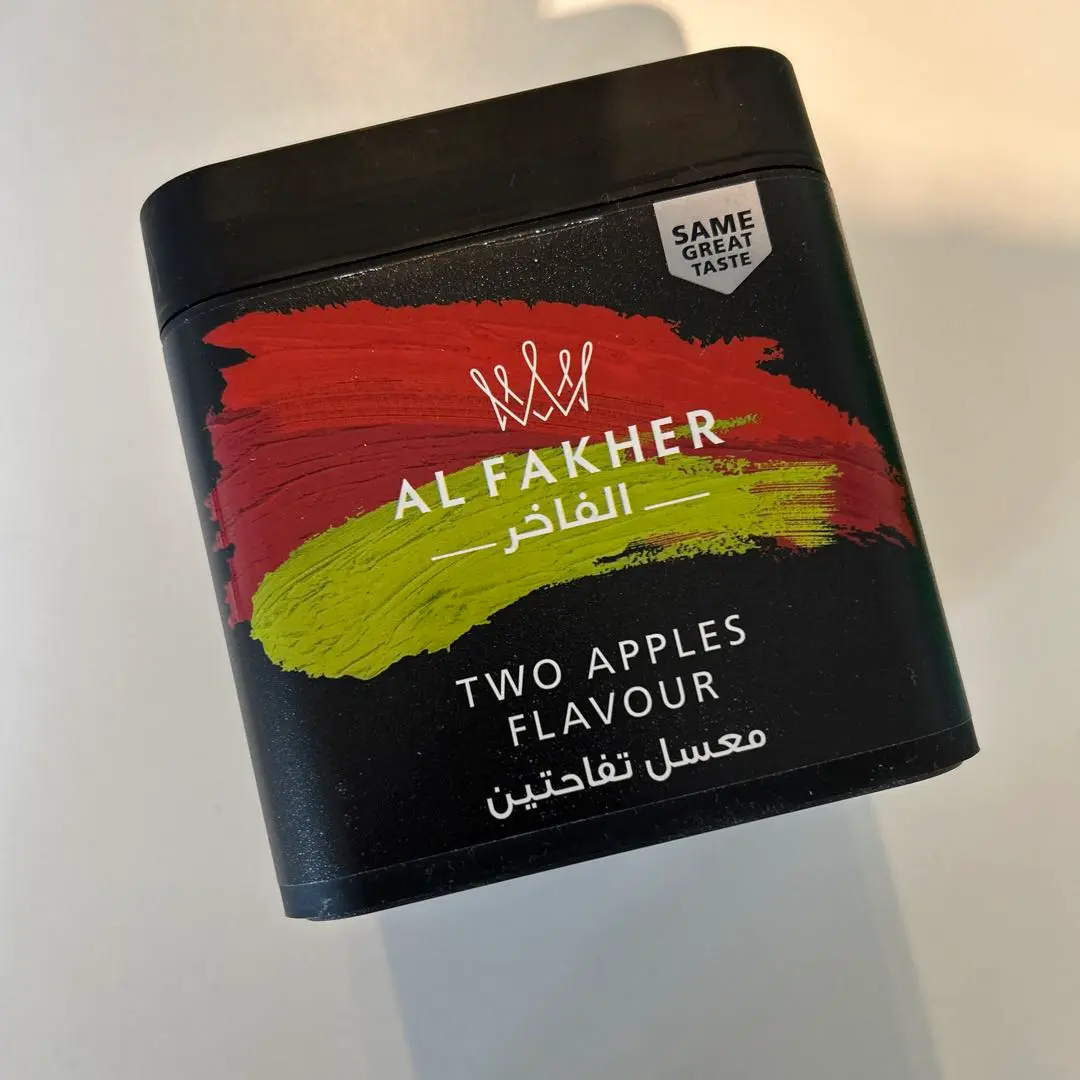 SAME
GREAT
TASTE
AL FAKHER
الفاخر
TWO APPLES
FLAVOUR
معسل تفاحتين